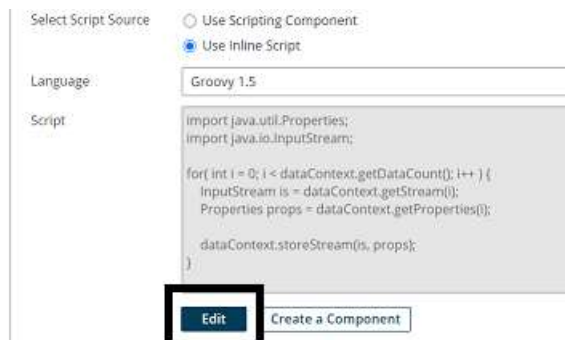 Select Script Source
Use Scripting Component
Use Inline Script
Language
Groovy 1.5
Script
import java.util.Properties;
import java.io.InputStream;
for( int i = 0; i < dataContext.getDataCount(); i++ ) {
InputStream is = dataContext.getStream(i);
Properties props = dataContext.getProperties(i);
dataContext.storeStream(is, props);
}
Edit
Create a Component